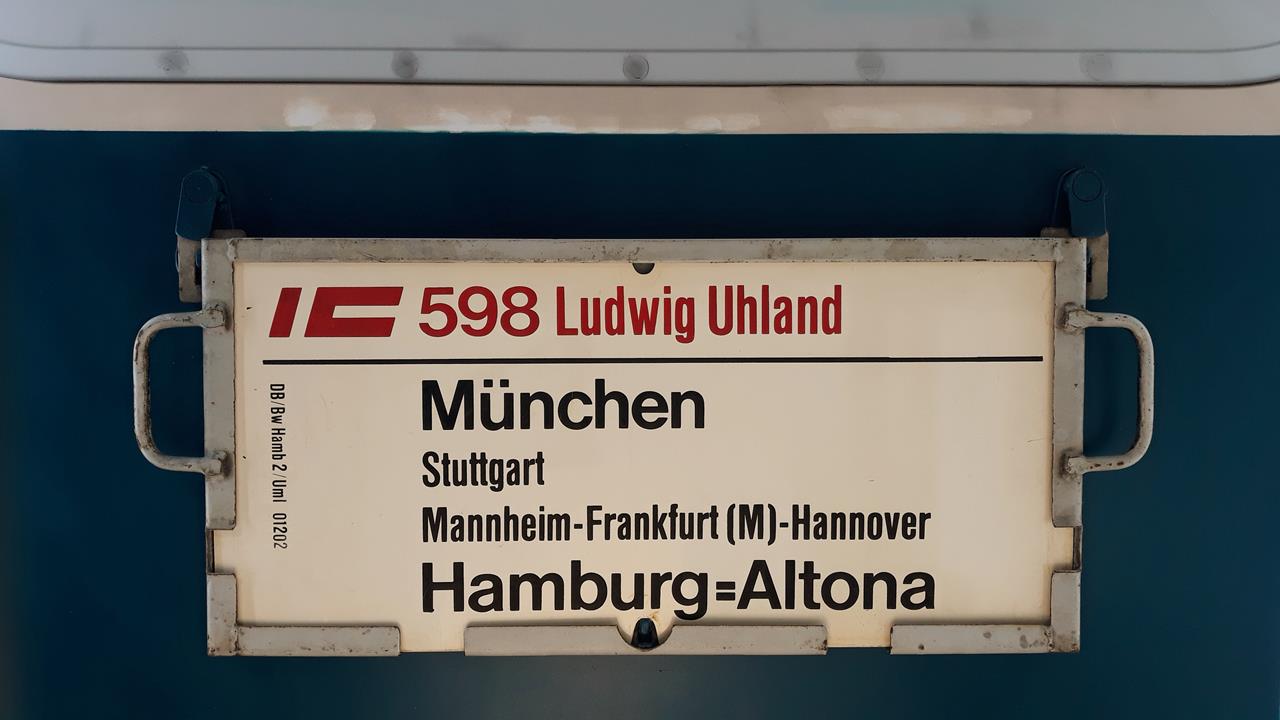 IC 598 Ludwig Uhland
München
Stuttgart
Mannheim-Frankfurt (M)-Hannover
Hamburg=Altona
DB/Bw Hamb 2/Uml 01202